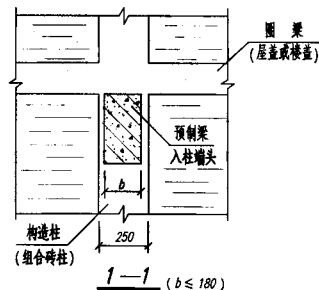 圈梁
(屋盖或楼盖)
预制梁
入柱端头
b
构造柱
(组合砖柱)
250
1—1 (b≤180)